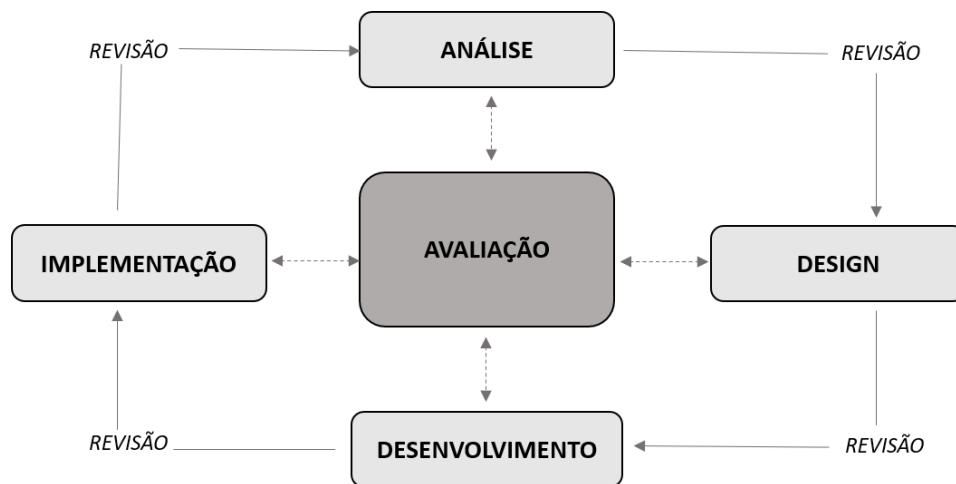 REVISÃO
ANÁLISE
REVISÃO
IMPLEMENTAÇÃO
AVALIAÇÃO
DESIGN
REVISÃO
DESENVOLVIMENTO
REVISÃO